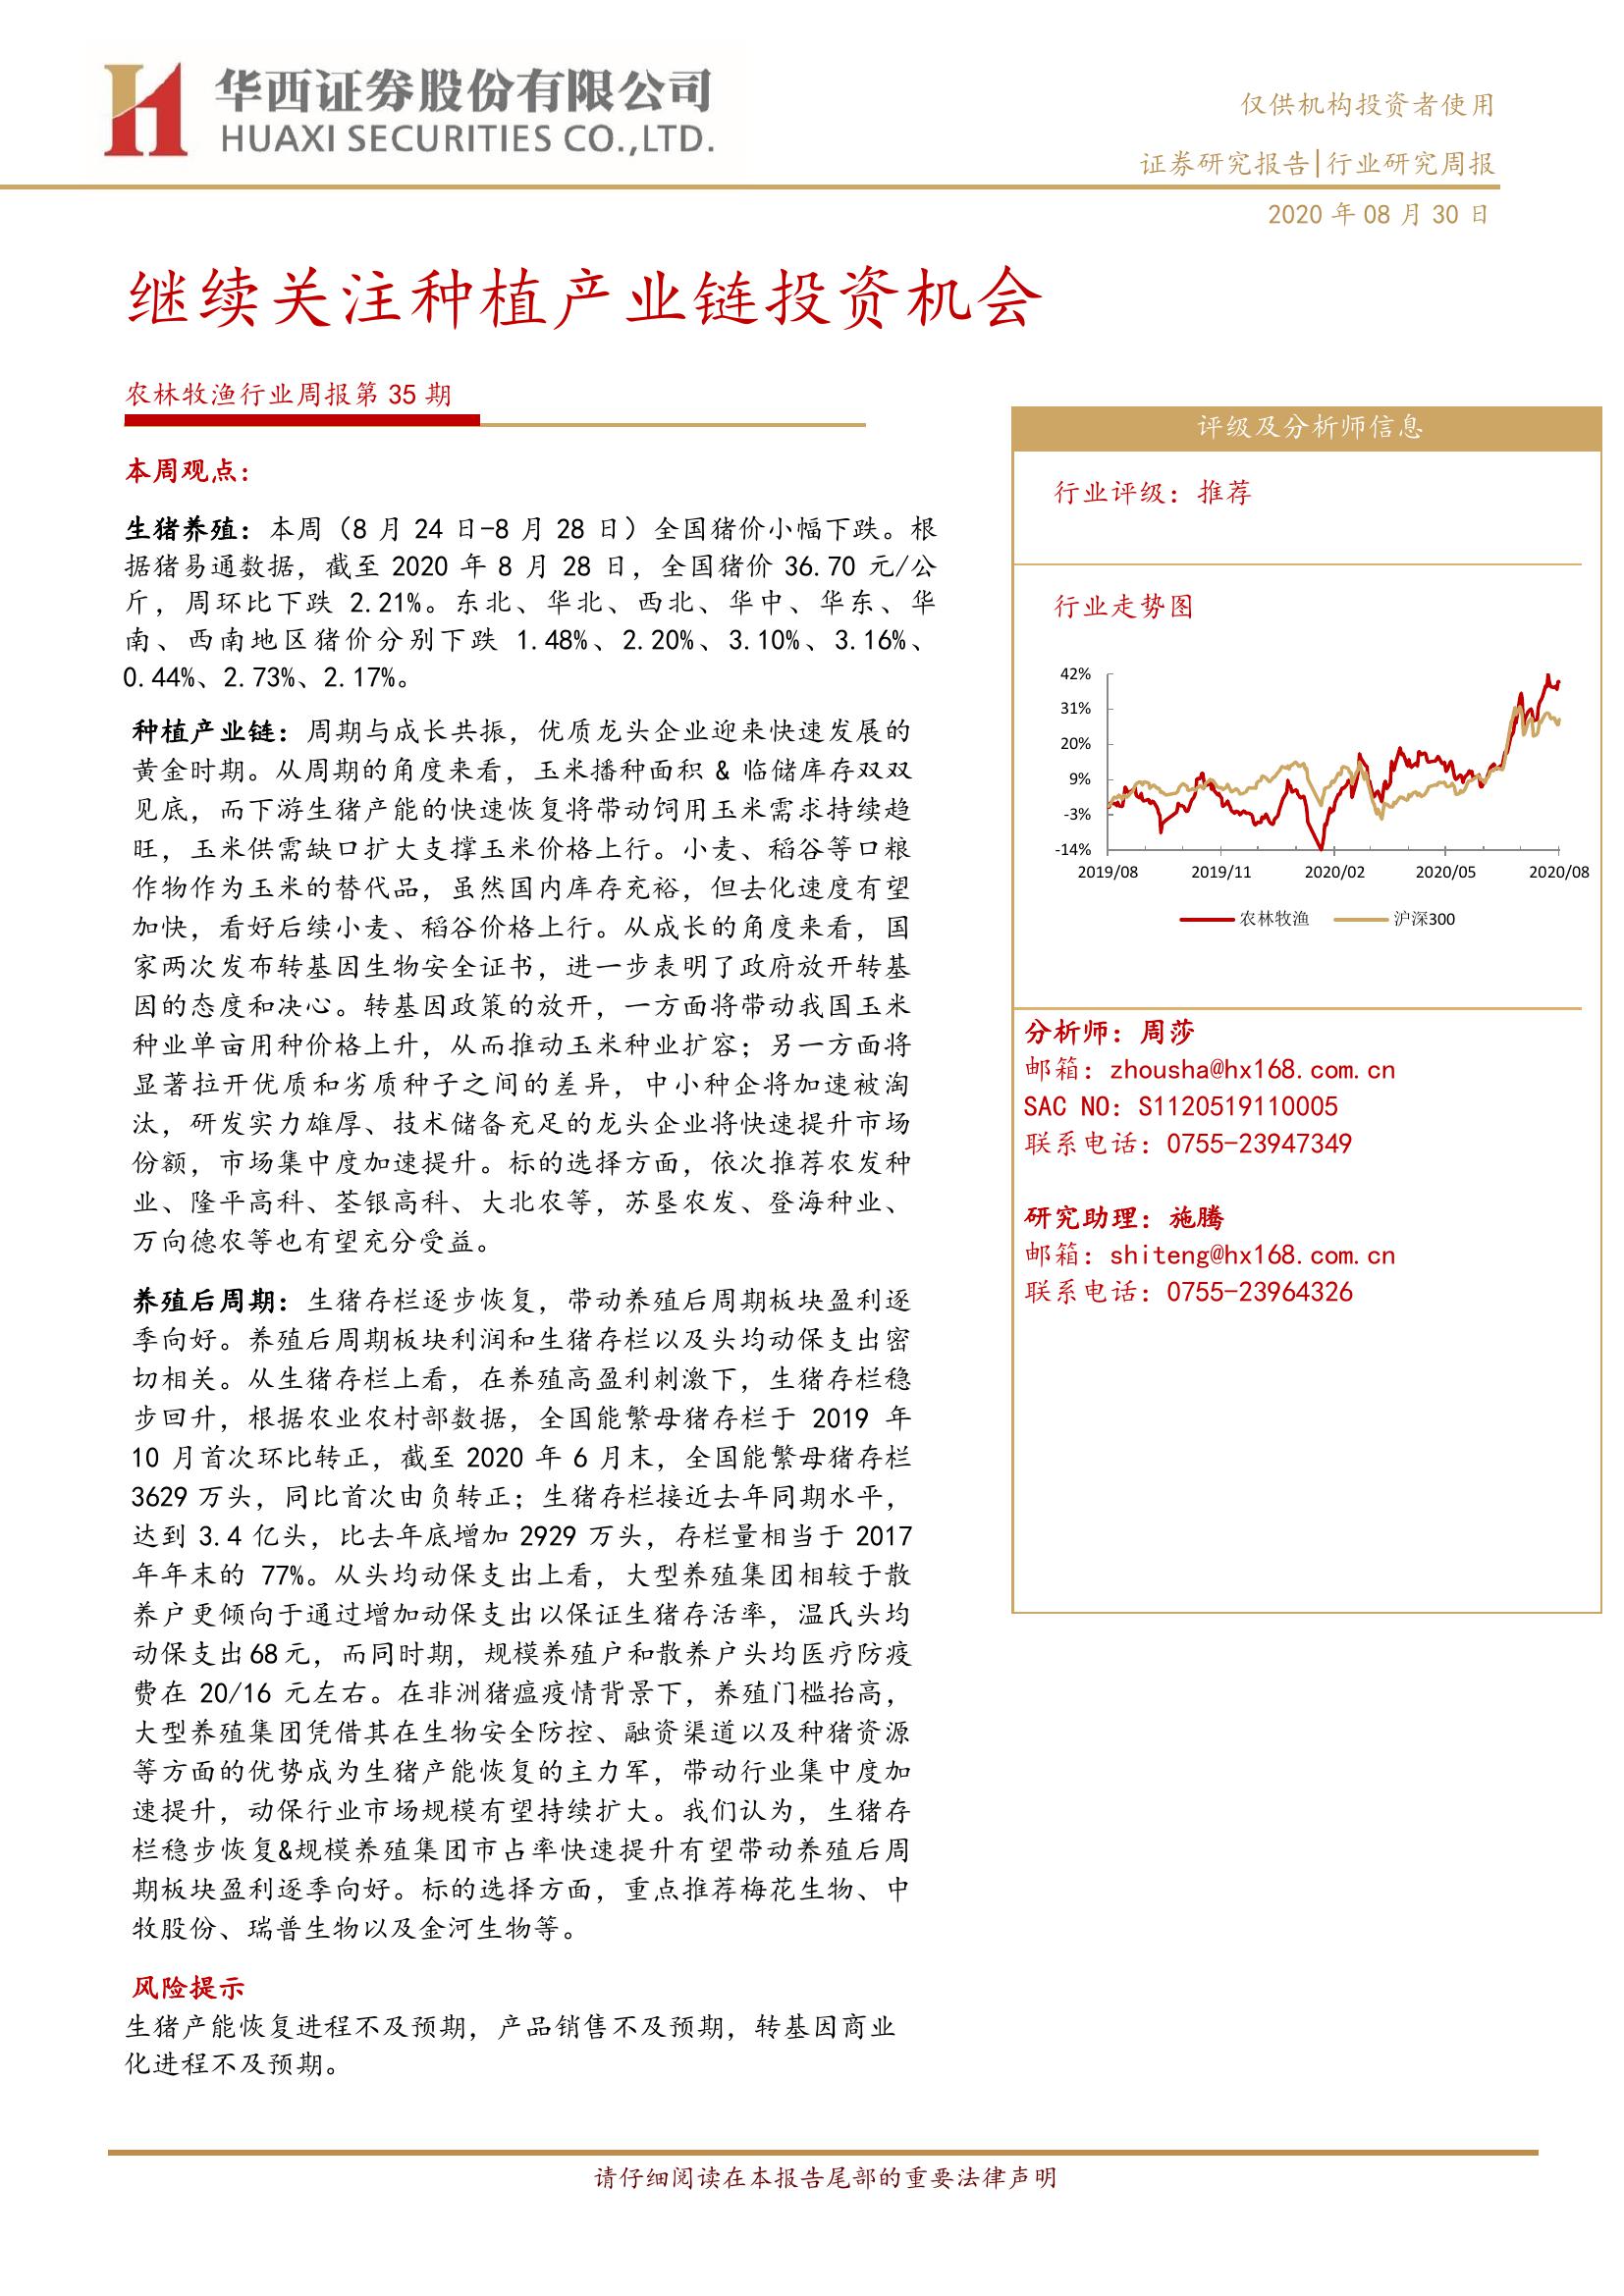 华西证券股份有限公司
HUAXI SECURITIES CO.,LTD.
仅供机构投资者使用
证券研究报告|行业研究周报
2020 年 08 月 30 日
继续关注种植产业链投资机会
农林牧渔行业周报第 35 期
本周观点：
生猪养殖：本周（8 月 24 日-8 月 28 日）全国猪价小幅下跌。根
据猪易通数据，截至 2020 年 8 月 28 日，全国猪价 36.70 元/公
斤，周环比下跌 2.21%。东北、华北、西北、华中、华东、华
南、西南地区猪价分别下跌 1.48%、2.20%、3.10%、3.16%、
0.44%、2.73%、2.17%。
种植产业链：周期与成长共振，优质龙头企业迎来快速发展的
黄金时期。从周期的角度来看，玉米播种面积 & 临储库存双双
见底，而下游生猪产能的快速恢复将带动饲用玉米需求持续趋
旺，玉米供需缺口扩大支撑玉米价格上行。小麦、稻谷等口粮
作物作为玉米的替代品，虽然国内库存充裕，但去化速度有望
加快，看好后续小麦、稻谷价格上行。从成长的角度来看，国
家两次发布转基因生物安全证书，进一步表明了政府放开转基
因的态度和决心。转基因政策的放开，一方面将带动我国玉米
种业单亩用种价格上升，从而推动玉米种业扩容；另一方面将
显著拉开优质和劣质种子之间的差异，中小种企将加速被淘
汰，研发实力雄厚、技术储备充足的龙头企业将快速提升市场
份额，市场集中度加速提升。标的选择方面，依次推荐农发种
业、隆平高科、荃银高科、大北农等，苏垦农发、登海种业、
万向德农等也有望充分受益。
养殖后周期：生猪存栏逐步恢复，带动养殖后周期板块盈利逐
季向好。养殖后周期板块利润和生猪存栏以及头均动保支出密
切相关。从生猪存栏上看，在养殖高盈利刺激下，生猪存栏稳
步回升，根据农业农村部数据，全国能繁母猪存栏于 2019 年
10 月首次环比转正，截至 2020 年 6 月末，全国能繁母猪存栏
3629 万头，同比首次由负转正；生猪存栏接近去年同期水平，
达到 3.4 亿头，比去年底增加 2929 万头，存栏量相当于 2017
年年末的 77%。从头均动保支出上看，大型养殖集团相较于散
养户更倾向于通过增加动保支出以保证生猪存活率，温氏头均
动保支出 68 元，而同时期，规模养殖户和散养户头均医疗防疫
费在 20/16 元左右。在非洲猪瘟疫情背景下，养殖门槛抬高，
大型养殖集团凭借其在生物安全防控、融资渠道以及种猪资源
等方面的优势成为生猪产能恢复的主力军，带动行业集中度加
速提升，动保行业市场规模有望持续扩大。我们认为，生猪存
栏稳步恢复&规模养殖集团市占率快速提升有望带动养殖后周
期板块盈利逐季向好。标的选择方面，重点推荐梅花生物、中
牧股份、瑞普生物以及金河生物等。
风险提示
生猪产能恢复进程不及预期，产品销售不及预期，转基因商业
化进程不及预期。
评级及分析师信息
行业评级：推荐
行业走势图
42%
31%
20%
9%
-3%
-14%
2019/08 2019/11 2020/02 2020/05 2020/08
农林牧渔 沪深300
分析师：周莎
邮箱：zhousha@hx168.com.cn
SAC NO：S1120519110005
联系电话：0755-23947349
研究助理：施腾
邮箱：shiteng@hx168.com.cn
联系电话：0755-23964326
请仔细阅读在本报告尾部的重要法律声明